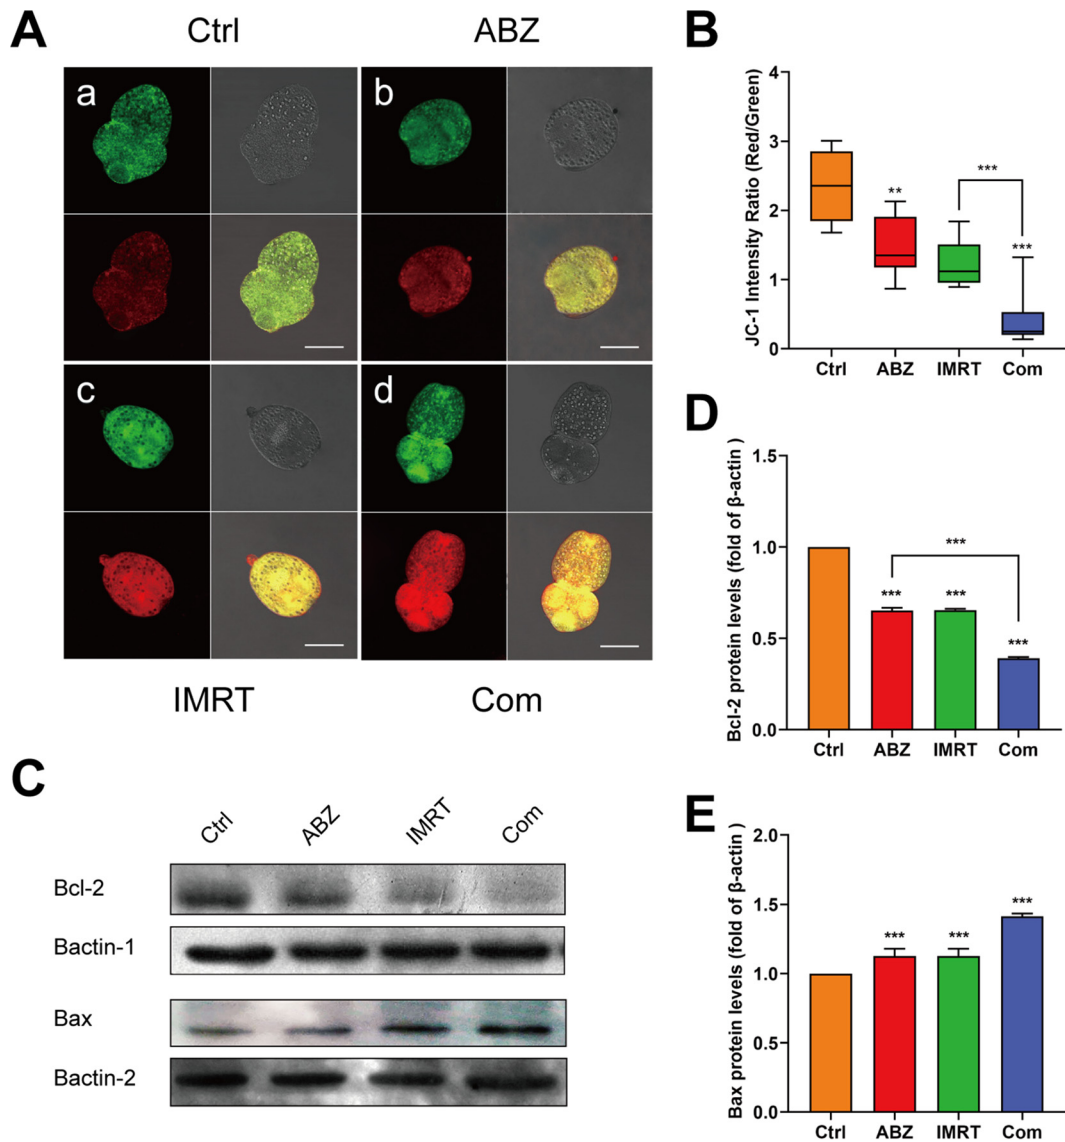 A
Ctrl
ABZ
a
b
c
d
IMRT
Com
B
JC-1 Intensity Ratio (Red/Green)
4
3
2
1
0
**
***
***
Ctrl
ABZ
IMRT
Com
C
Ctrl
ABZ
IMRT
Com
Bcl-2
Bactin-1
Bax
Bactin-2
D
Bcl-2 protein levels (fold of β-actin )
1.5
1.0
0.5
0.0
***
***
***
***
Ctrl
ABZ
IMRT
Com
E
Bax protein levels (fold of β-actin )
2.0
1.5
1.0
0.5
0.0
***
***
***
Ctrl
ABZ
IMRT
Com